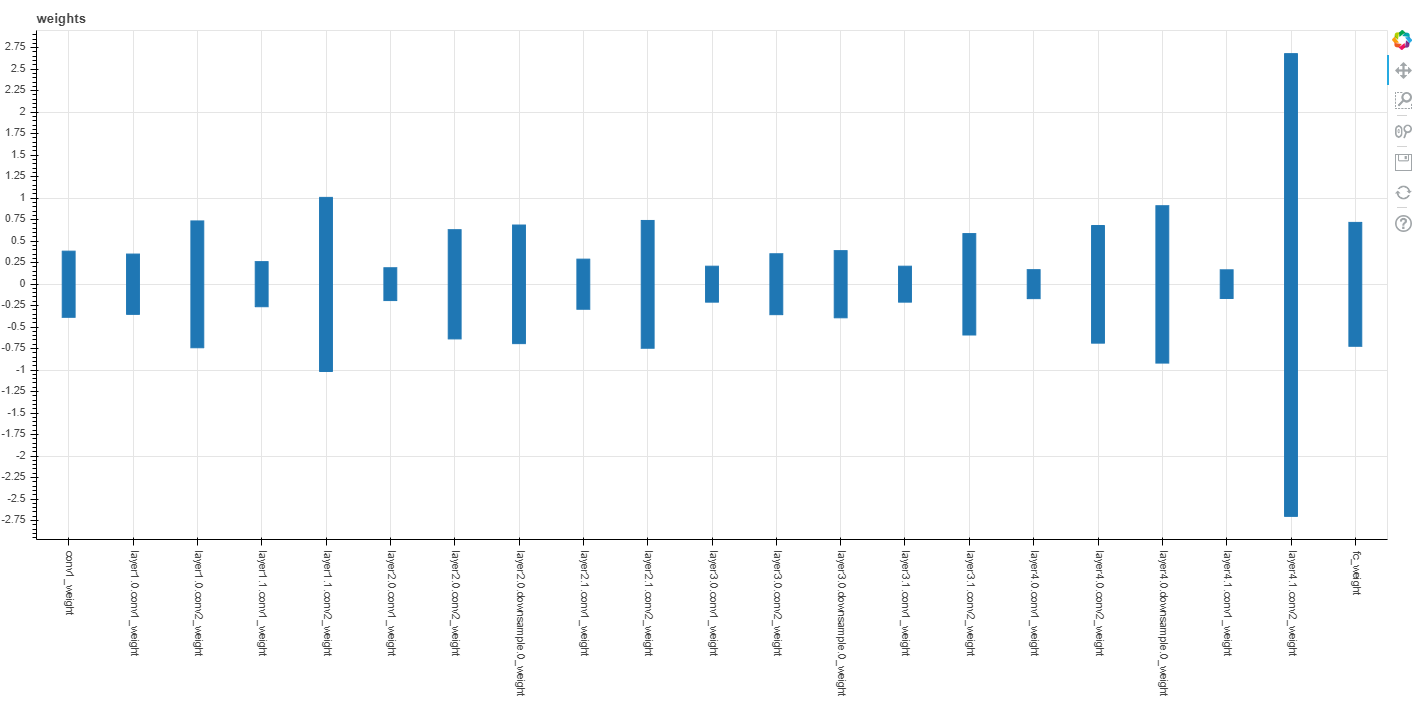 weights
2.75
2.5
2.25
2
1.75
1.5
1.25
1
0.75
0.5
0.25
0
-0.25
-0.5
-0.75
-1
-1.25
-1.5
-1.75
-2
-2.25
-2.5
-2.75
conv1_weight
layer1.0.conv1_weight
layer1.0.conv2_weight
layer1.1.conv1_weight
layer1.1.conv2_weight
layer2.0.conv1_weight
layer2.0.conv2_weight
layer2.0.downsample.0_weight
layer2.1.conv1_weight
layer2.1.conv2_weight
layer3.0.conv1_weight
layer3.0.conv2_weight
layer3.0.downsample.0_weight
layer3.1.conv1_weight
layer3.1.conv2_weight
layer4.0.conv1_weight
layer4.0.conv2_weight
layer4.0.downsample.0_weight
layer4.1.conv1_weight
layer4.1.conv2_weight
fc_weight